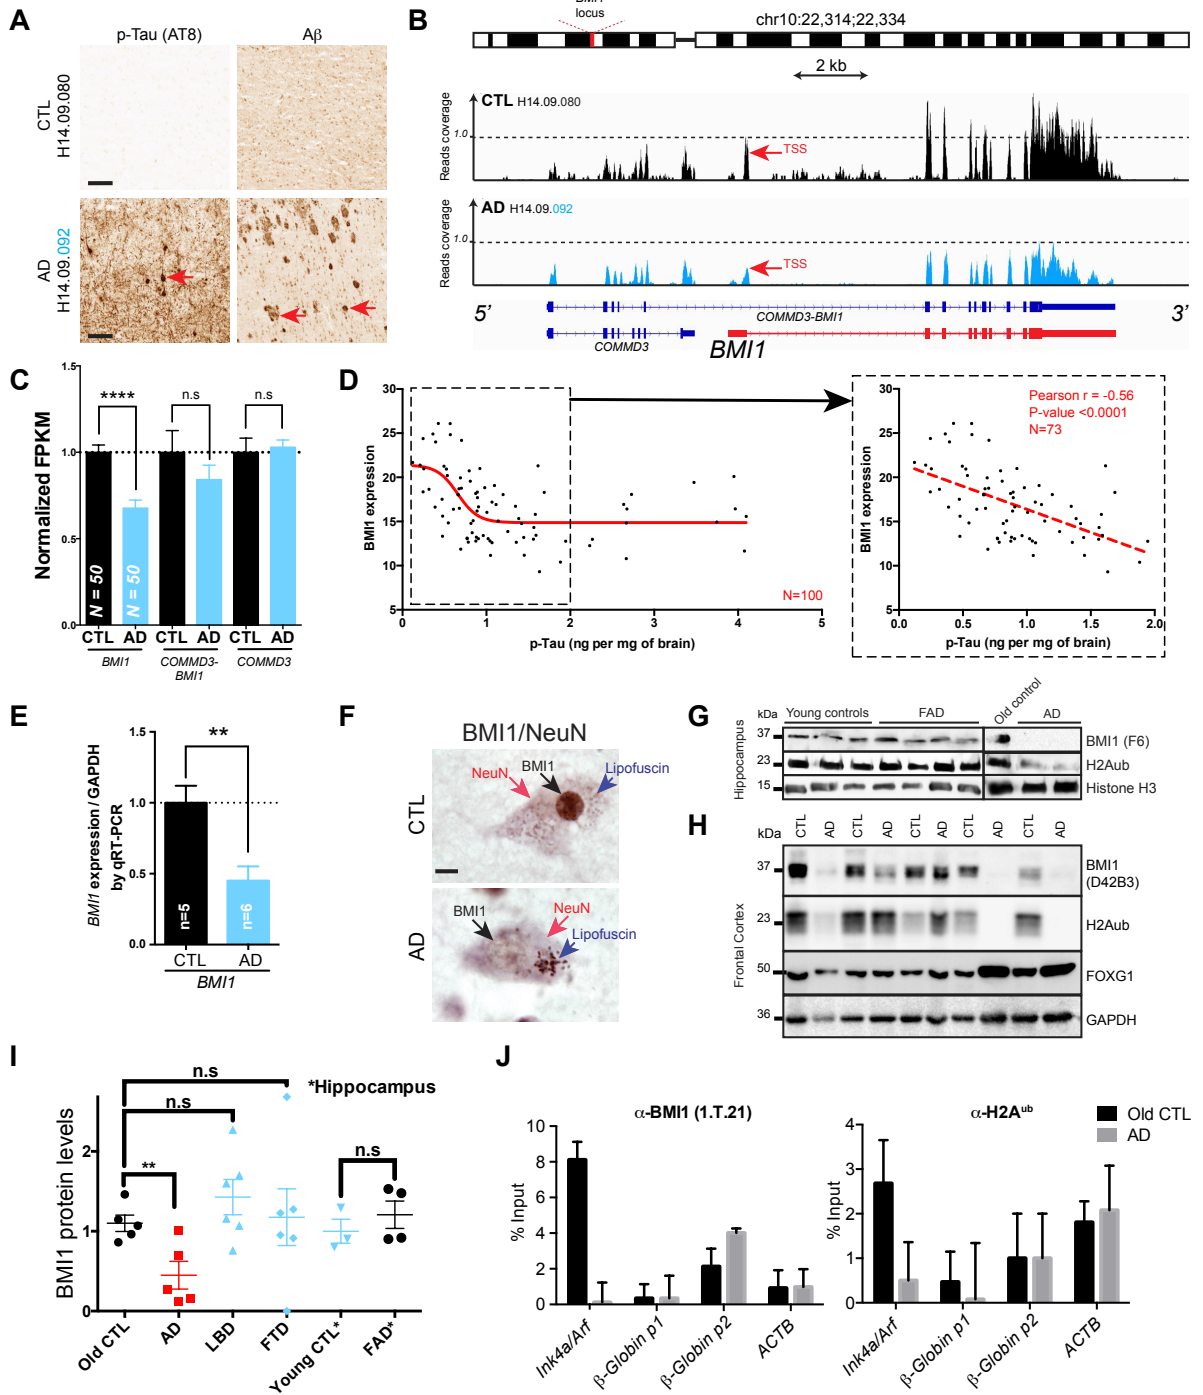 A
p-Tau (AT8)
Aβ
CTL
H14.09.080
AD
H14.09.092
B
BMI1
locus
chr10:22,314;22,334
2 kb
Reads coverage
1.0
CTL H14.09.080
TSS
Reads coverage
1.0
AD H14.09.092
TSS
5'
3'
COMMD3-BMI1
COMMD3
BMI1
C
Normalized FPKM
1.5
1.0
0.5
0.0
****
n.s
n.s
N = 50
N = 50
CTL AD CTL AD CTL AD
BMI1
COMMD3-
BMI1
COMMD3
D
BMI1 expression
30
25
20
15
10
5
0 1 2 3 4 5
p-Tau (ng per mg of brain)
N=100
BMI1 expression
30
25
20
15
10
5
0.0 0.5 1.0 1.5 2.0
p-Tau (ng per mg of brain)
Pearson r = -0.56
P-value <0.0001
N=73
E
BMI1 expression / GAPDH
by qRT-PCR
1.5
1.0
0.5
0.0
**
n=5
n=6
CTL AD
BMI1
F
BMI1/NeuN
CTL
NeuN
BMI1
Lipofuscin
AD
BMI1
NeuN
Lipofuscin
G
kDa
Young controls
FAD
Old control
AD
Hippocampus
37
BMI1 (F6)
23
H2Aub
15
Histone H3
H
kDa
CTL AD CTL AD CTL AD CTL AD CTL AD
Frontal Cortex
37
BMI1
(D42B3)
23
H2Aub
50
FOXG1
36
GAPDH
I
BMI1 protein levels
2
1
0
n.s
n.s
**
*Hippocampus
n.s
Old CTL
AD
LBD
FTD
Young CTL*
FAD*
J
α-BMI1 (1.T.21)
% Input
10
8
6
4
2
0
Ink4a/Arf
β-Globin p1
β-Globin p2
ACTB
α-H2Aᵘᵇ
% Input
4
3
2
1
0
Ink4a/Arf
β-Globin p1
β-Globin p2
ACTB
Old CTL
AD